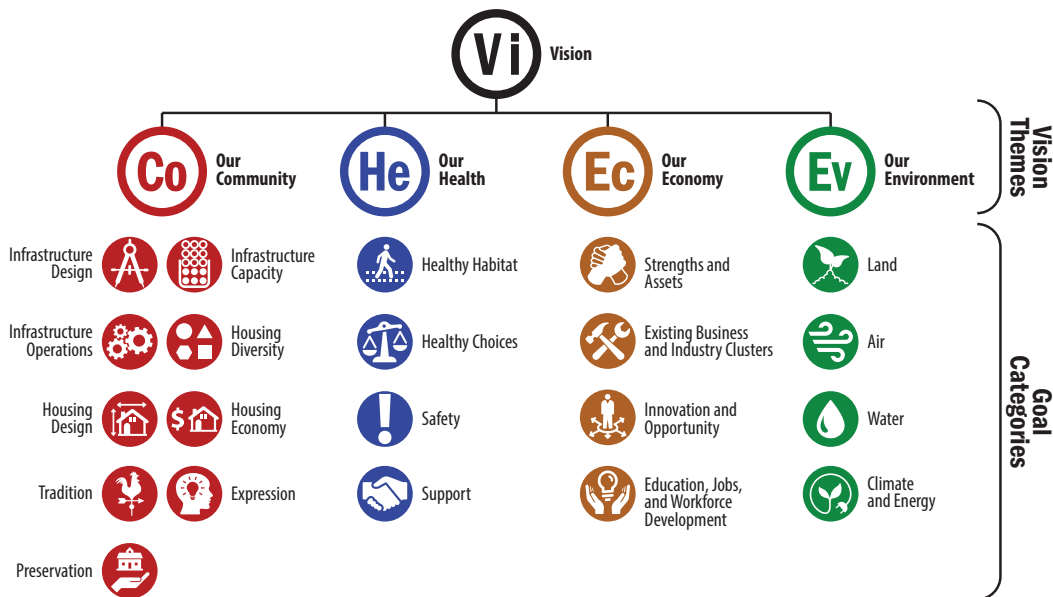 Vi
Vision
Co
Our
Community
He
Our
Health
Ec
Our
Economy
Ev
Our
Environment
Vision
Themes
Infrastructure
Design
Infrastructure
Capacity
Infrastructure
Operations
Housing
Diversity
Housing
Design
$
Housing
Economy
Tradition
Expression
Preservation
Healthy Habitat
Healthy Choices
Safety
Support
Strengths and
Assets
Existing Business
and Industry Clusters
Innovation and
Opportunity
Education, Jobs,
and Workforce
Development
Land
Air
Water
Climate
and Energy
Goal
Categories